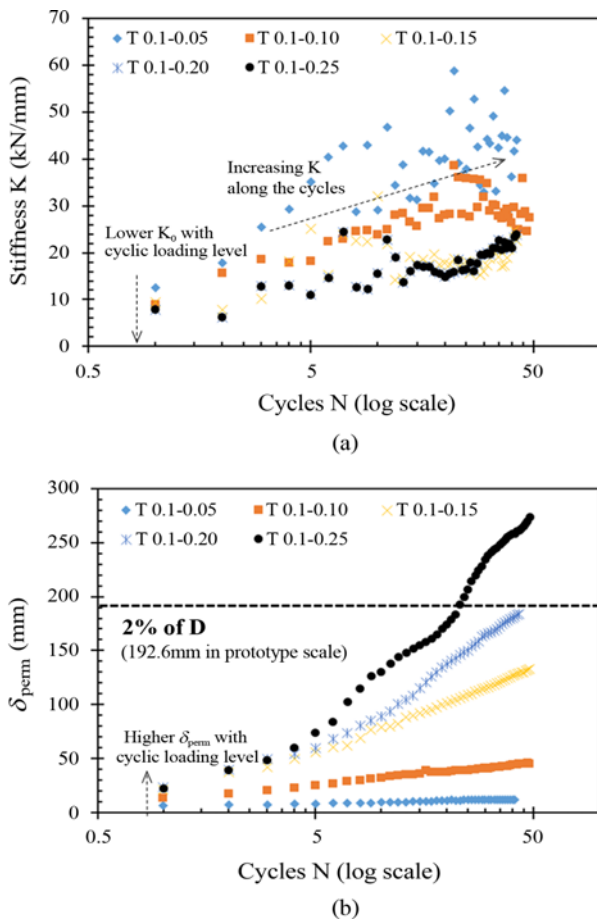 70
60
50
40
30
20
10
0
Stiffness K (kN/mm)
T 0.1-0.05 T 0.1-0.10 T 0.1-0.15
T 0.1-0.20 T 0.1-0.25
Increasing K
along the cycles
Lower K₀ with
cyclic loading level
0.5 5 50
Cycles N (log scale)
(a)
300
250
200
150
100
50
0
δperm (mm)
T 0.1-0.05 T 0.1-0.10 T 0.1-0.15
T 0.1-0.20 T 0.1-0.25
2% of D
(192.6mm in prototype scale)
Higher δperm with
cyclic loading level
0.5 5 50
Cycles N (log scale)
(b)